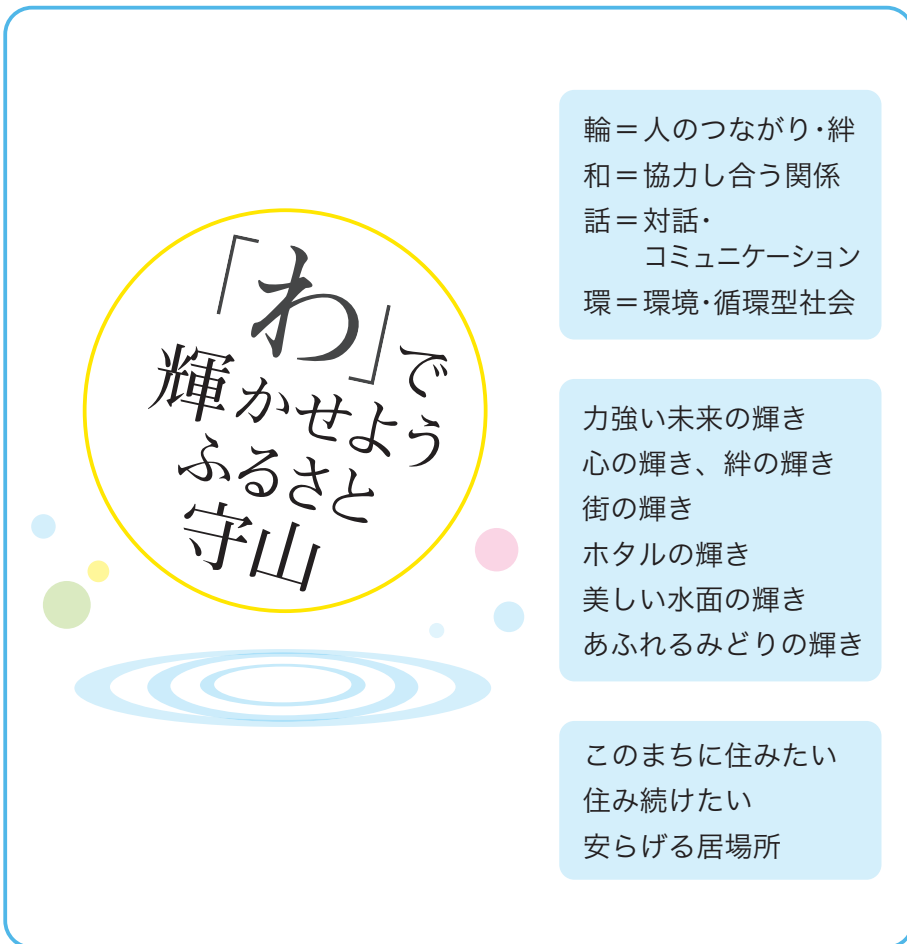 「わ」で
輝かせよう
ふるさと
守山
輪＝人のつながり・絆
和＝協力し合う関係
話＝対話・
コミュニケーション
環＝環境・循環型社会
力強い未来の輝き
心の輝き、絆の輝き
街の輝き
ホタルの輝き
美しい水面の輝き
あふれるみどりの輝き
このまちに住みたい
住み続けたい
安らげる居場所